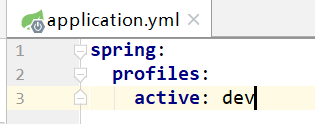 application.yml
1 spring:
2   profiles:
3     active: dev